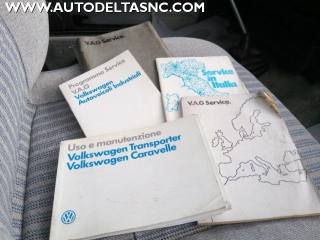 WWW.AUTODELTASNC.COM
V.A.G Service.
Programma Service
V.A.G
Volkswagen
Autoveicoli Industriali
Service
in
Italia
V.A.G Service.
Uso e manutenzione
Volkswagen Transporter
Volkswagen Caravelle